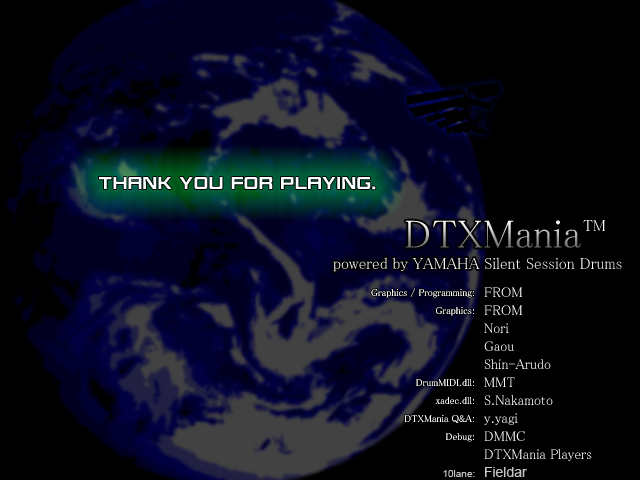 THANK YOU FOR PLAYING.
DTXMania™
powered by YAMAHA Silent Session Drums
Graphics / Programming: FROM
Graphics: FROM
Nori
Gaou
Shin-Arudo
DrumMIDI.dll: MMT
xadec.dll: S.Nakamoto
DTXMania Q&A: y.yagi
Debug: DMMC
DTXMania Players
10lane: Fieldar